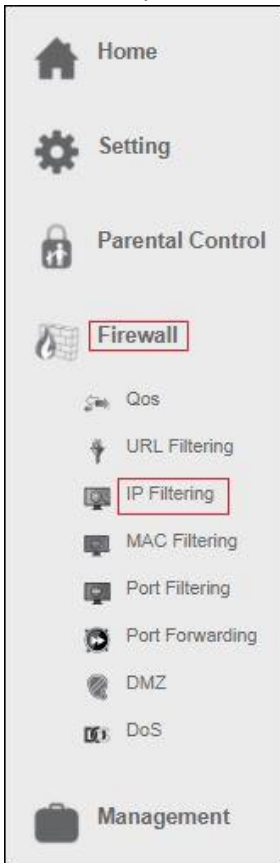 Home
Setting
Parental Control
Firewall
Qos
URL Filtering
IP Filtering
MAC Filtering
Port Filtering
Port Forwarding
DMZ
DoS
Management